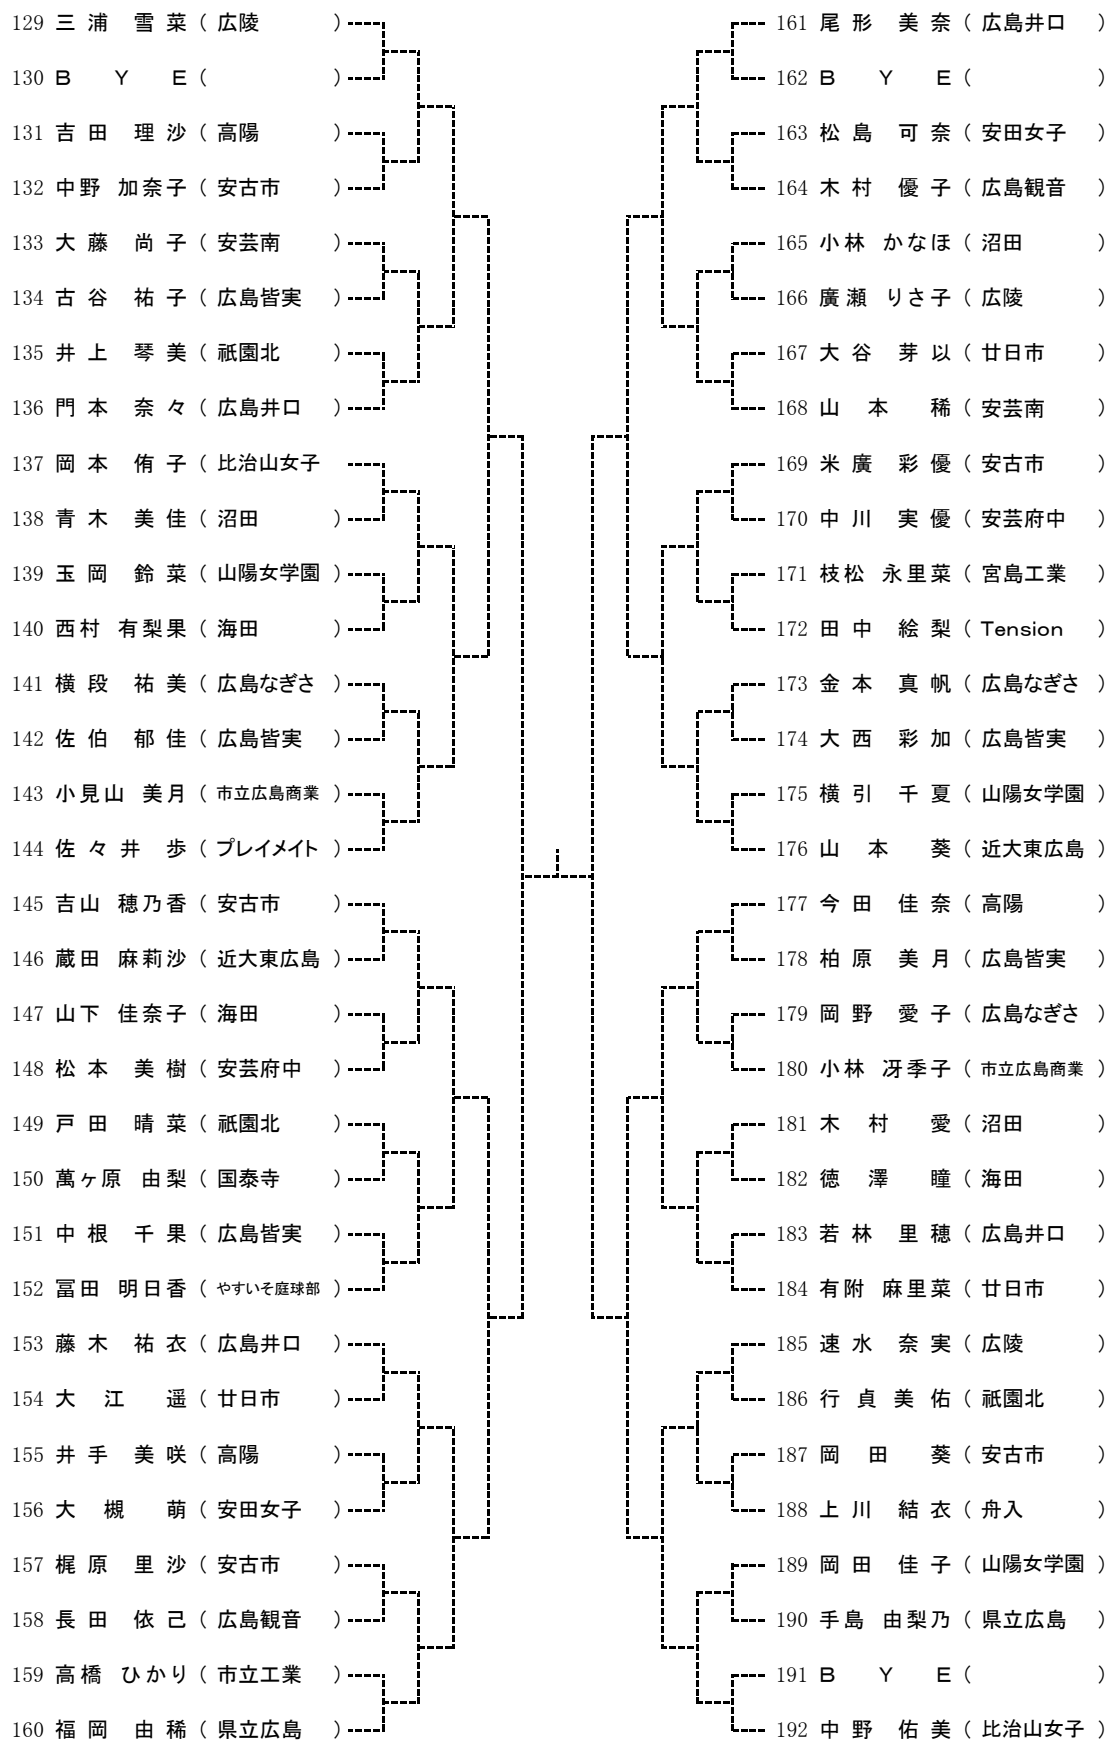 129 三浦 雪菜 ( 広陵 )
130 B Y E ( )
131 吉田 理沙 ( 高陽 )
132 中野 加奈子 ( 安古市 )
133 大藤 尚子 ( 安芸南 )
134 古谷 祐子 ( 広島皆実 )
135 井上 琴美 ( 祇園北 )
136 門本 奈々 ( 広島井口 )
137 岡本 侑子 ( 比治山女子
138 青木 美佳 ( 沼田 )
139 玉岡 鈴菜 ( 山陽女学園 )
140 西村 有梨果 ( 海田 )
141 横段 祐美 ( 広島なぎさ )
142 佐伯 郁佳 ( 広島皆実 )
143 小見山 美月 ( 市立広島商業 )
144 佐々井 歩 ( プレイメイト )
145 吉山 穂乃香 ( 安古市 )
146 蔵田 麻莉沙 ( 近大東広島 )
147 山下 佳奈子 ( 海田 )
148 松本 美樹 ( 安芸府中 )
149 戸田 晴菜 ( 祇園北 )
150 萬ヶ原 由梨 ( 国泰寺 )
151 中根 千果 ( 広島皆実 )
152 冨田 明日香 ( やすいそ庭球部 )
153 藤木 祐衣 ( 広島井口 )
154 大江 遥 ( 廿日市 )
155 井手 美咲 ( 高陽 )
156 大槻 萌 ( 安田女子 )
157 梶原 里沙 ( 安古市 )
158 長田 依己 ( 広島観音 )
159 高橋 ひかり ( 市立工業 )
160 福岡 由稀 ( 県立広島 )
161 尾形 美奈 ( 広島井口 )
162 B Y E ( )
163 松島 可奈 ( 安田女子 )
164 木村 優子 ( 広島観音 )
165 小林 かなほ ( 沼田 )
166 廣瀬 りさ子 ( 広陵 )
167 大谷 芽以 ( 廿日市 )
168 山本 稀 ( 安芸南 )
169 米廣 彩優 ( 安古市 )
170 中川 実優 ( 安芸府中 )
171 枝松 永里菜 ( 宮島工業 )
172 田中 絵梨 ( Tension )
173 金本 真帆 ( 広島なぎさ )
174 大西 彩加 ( 広島皆実 )
175 横引 千夏 ( 山陽女学園 )
176 山本 葵 ( 近大東広島 )
177 今田 佳奈 ( 高陽 )
178 柏原 美月 ( 広島皆実 )
179 岡野 愛子 ( 広島なぎさ )
180 小林 冴季子 ( 市立広島商業 )
181 木村 愛 ( 沼田 )
182 徳澤 瞳 ( 海田 )
183 若林 里穂 ( 広島井口 )
184 有附 麻里菜 ( 廿日市 )
185 速水 奈実 ( 広陵 )
186 行貞 美佑 ( 祇園北 )
187 岡田 葵 ( 安古市 )
188 上川 結衣 ( 舟入 )
189 岡田 佳子 ( 山陽女学園 )
190 手島 由梨乃 ( 県立広島 )
191 B Y E ( )
192 中野 佑美 ( 比治山女子 )